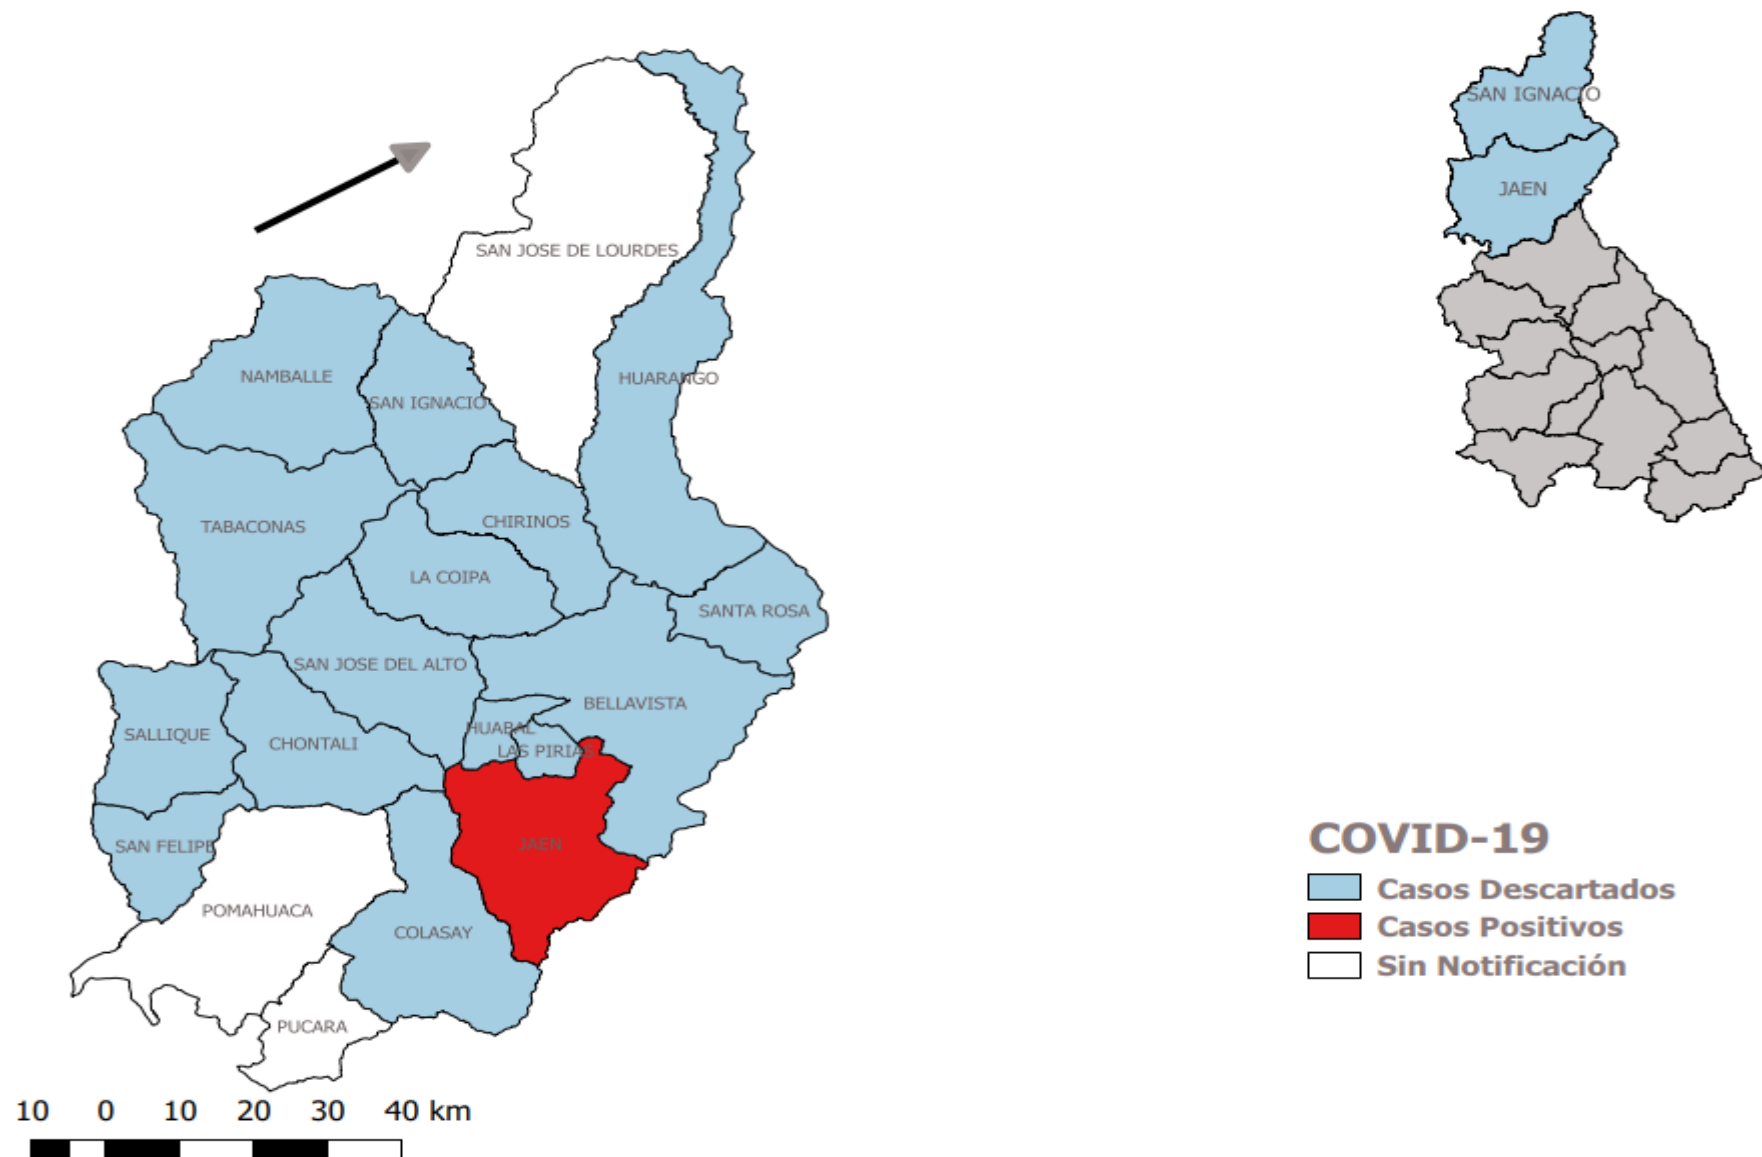 SAN IGNACIO
JAEN
SAN JOSE DE LOURDES
NAMBALLE
SAN IGNACIO
HUARANGO
TABACONAS
CHIRINOS
LA COIPA
SANTA ROSA
SAN JOSE DEL ALTO
BELLAVISTA
SALLIQUE
CHONTALI
HUABAL
LAS PIRIAS
SAN FELIPE
JAEN
POMAHUACA
COLASAY
PUCARA
COVID-19
Casos Descartados
Casos Positivos
Sin Notificación
10 0 10 20 30 40 km